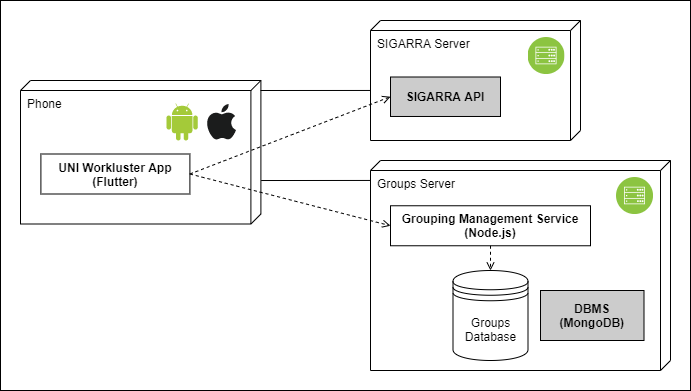 SIGARRA Server
SIGARRA API
Phone
UNI Workluster App
(Flutter)
Groups Server
Grouping Management Service
(Node.js)
Groups
Database
DBMS
(MongoDB)